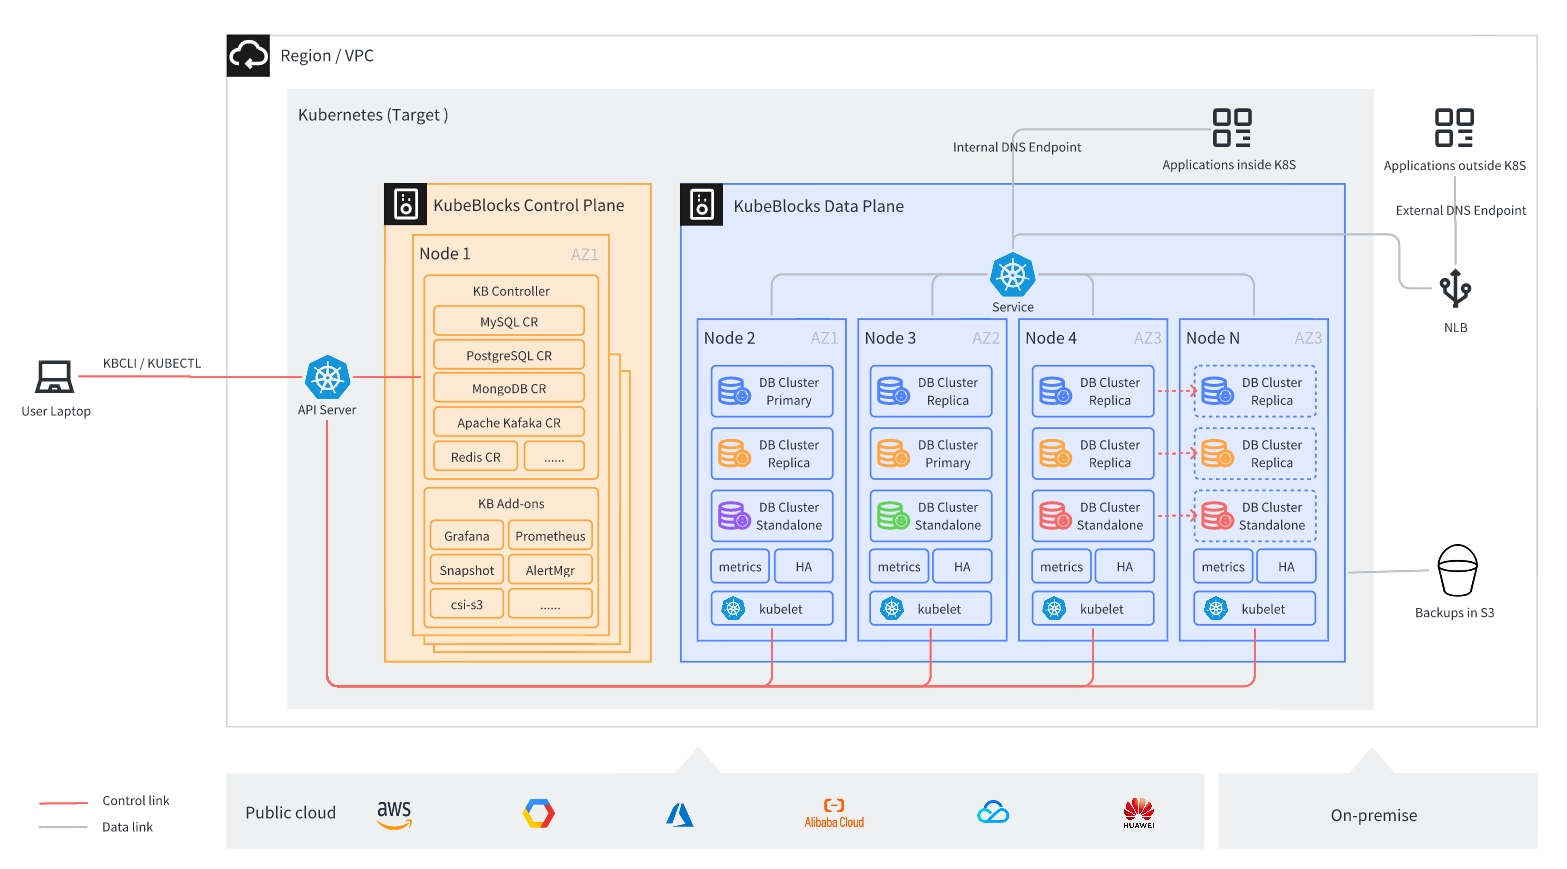 Region / VPC
Kubernetes (Target )
Internal DNS Endpoint
Applications inside K8S
Applications outside K8S
External DNS Endpoint
NLB
Backups in S3
KBCLI / KUBECTL
User Laptop
API Server
KubeBlocks Control Plane
Node 1
AZ1
KB Controller
MySQL CR
PostgreSQL CR
MongoDB CR
Apache Kafaka CR
Redis CR
......
KB Add-ons
Grafana
Prometheus
Snapshot
AlertMgr
csi-s3
......
KubeBlocks Data Plane
Service
Node 2
AZ1
DB Cluster
Primary
DB Cluster
Replica
DB Cluster
Standalone
metrics
HA
kubelet
Node 3
AZ2
DB Cluster
Replica
DB Cluster
Primary
DB Cluster
Standalone
metrics
HA
kubelet
Node 4
AZ3
DB Cluster
Replica
DB Cluster
Replica
DB Cluster
Standalone
metrics
HA
kubelet
Node N
AZ3
DB Cluster
Replica
DB Cluster
Replica
DB Cluster
Standalone
metrics
HA
kubelet
Control link
Data link
Public cloud
aws
Alibaba Cloud
HUAWEI
On-premise